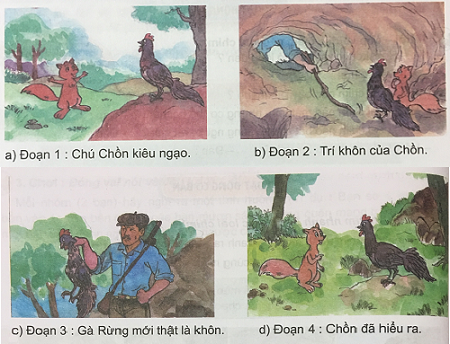 a) Đoạn 1 : Chú Chồn kiêu ngạo.
b) Đoạn 2 : Trí khôn của Chồn.
c) Đoạn 3 : Gà Rừng mới thật là khôn.
d) Đoạn 4 : Chồn đã hiểu ra.